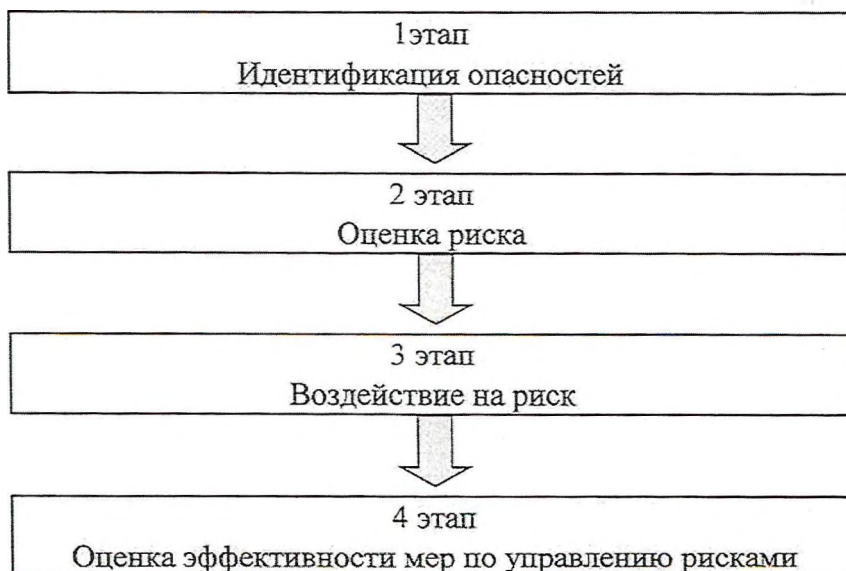 1этап
Идентификация опасностей
2 этап
Оценка риска
3 этап
Воздействие на риск
4 этап
Оценка эффективности мер по управлению рисками